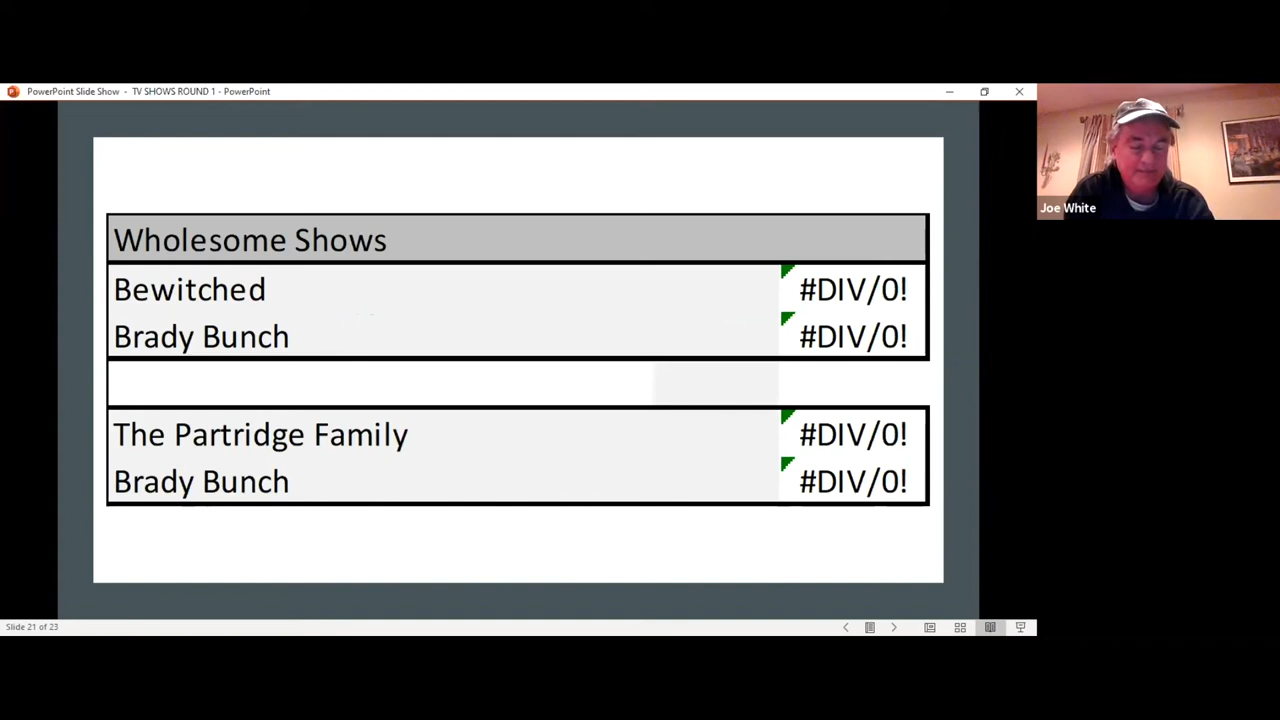 PowerPoint Slide Show - TV SHOWS ROUND 1 - PowerPoint
Joe White
Wholesome Shows
Bewitched #DIV/0!
Brady Bunch #DIV/0!
The Partridge Family #DIV/0!
Brady Bunch #DIV/0!
Slide 21 of 23